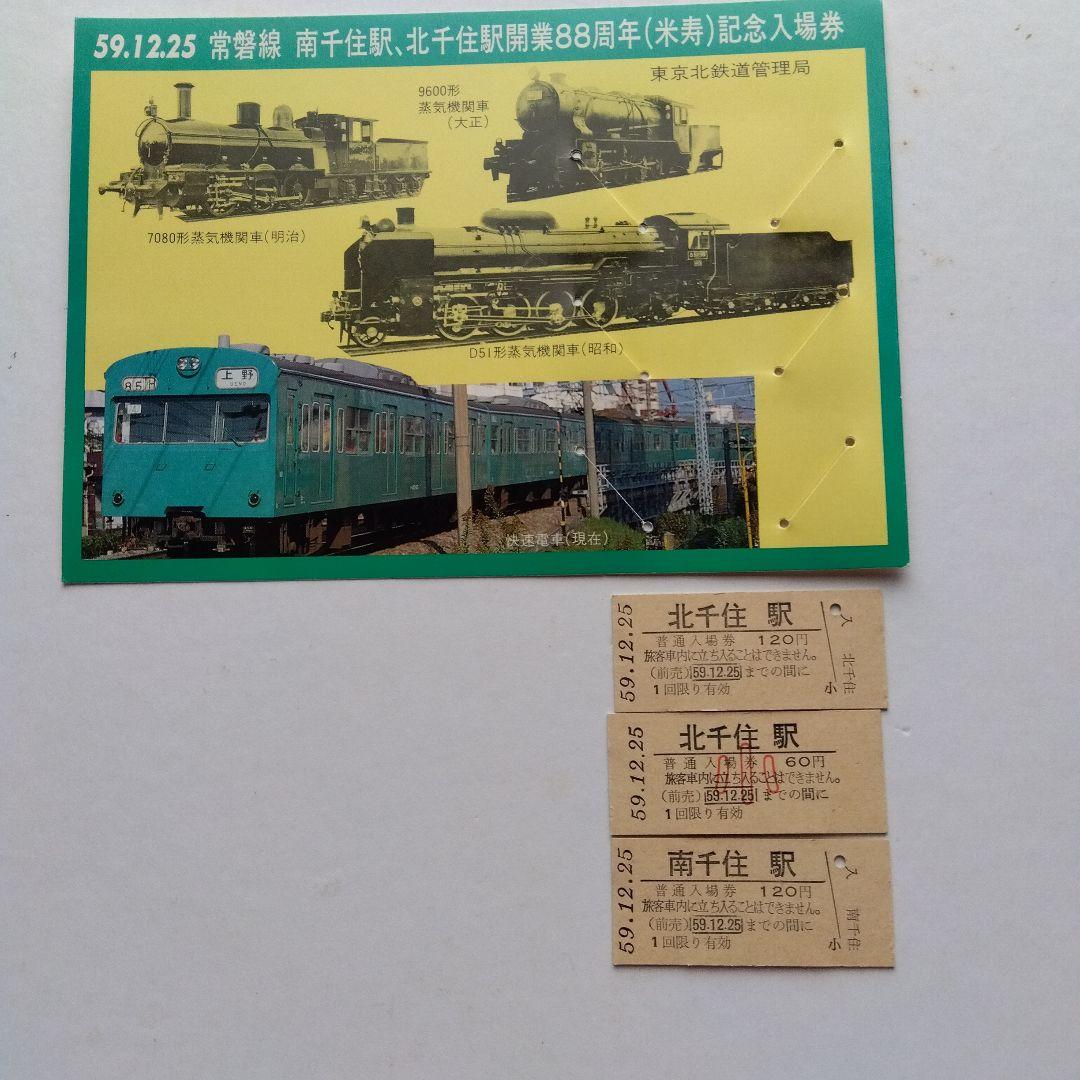 59.12.25 常磐線 南千住駅、北千住駅開業88周年(米寿)記念入場券
東京北鉄道管理局
9600形
蒸気機関車
(大正)
7080形蒸気機関車(明治)
D51形蒸気機関車(昭和)
上野
UENO
快速電車(現在)
59.12.25
北千住 駅
普通入場券 120円
旅客車内に立ち入ることはできません。
(前売) 59.12.25 までの間に
1回限り有効
入
北千住
小
59.12.25
北千住 駅
普通入場券 60円
小
旅客車内に立ち入ることはできません。
(前売) 59.12.25 までの間に
1回限り有効
59.12.25
南千住 駅
普通入場券 120円
旅客車内に立ち入ることはできません。
(前売) 59.12.25 までの間に
1回限り有効
入
南千住
小